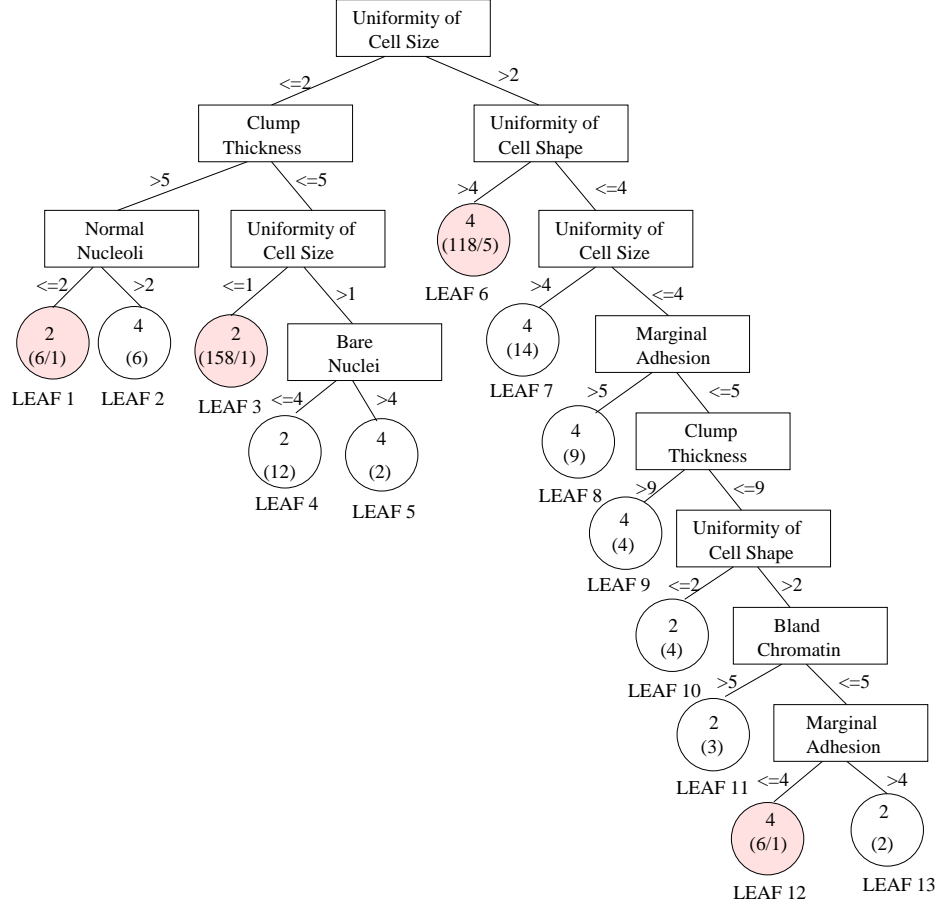 Uniformity of
Cell Size
<=2
>2
Clump
Thickness
Uniformity of
Cell Shape
>5
<=5
>4
<=4
Normal
Nucleoli
Uniformity of
Cell Size
4
(118/5)
LEAF 6
Uniformity of
Cell Size
<=2
>2
<=1
>1
>4
<=4
2
(6/1)
LEAF 1
4
(6)
LEAF 2
2
(158/1)
LEAF 3
Bare
Nuclei
4
(14)
LEAF 7
Marginal
Adhesion
<=4
>4
>5
<=5
2
(12)
LEAF 4
4
(2)
LEAF 5
4
(9)
LEAF 8
Clump
Thickness
>9
<=9
4
(4)
LEAF 9
Uniformity of
Cell Shape
<=2
>2
2
(4)
LEAF 10
Bland
Chromatin
>5
<=5
2
(3)
LEAF 11
Marginal
Adhesion
<=4
>4
4
(6/1)
LEAF 12
2
(2)
LEAF 13